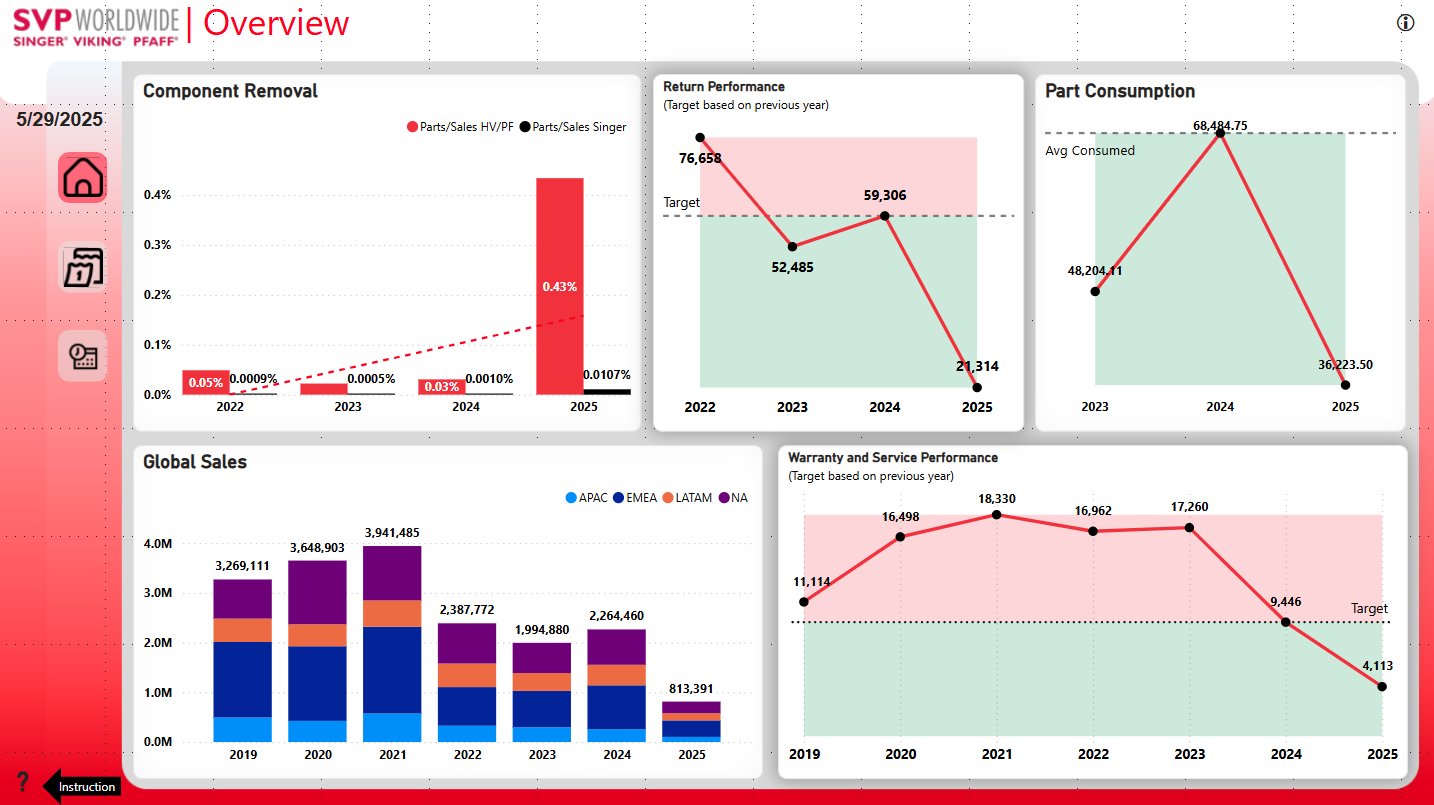 SVP WORLDWIDE | Overview
SINGER® VIKING® PFAFF®
5/29/2025
Component Removal
Parts/Sales HV/PF Parts/Sales Singer
0.4%
0.3%
0.2%
0.1%
0.0%
0.05% 0.0009% 0.0005% 0.03% 0.0010% 0.43% 0.0107%
2022 2023 2024 2025
Return Performance
(Target based on previous year)
76,658
Target
59,306
52,485
21,314
2022 2023 2024 2025
Part Consumption
68,484.75
Avg Consumed
48,204.11
36,223.50
2023 2024 2025
Global Sales
APAC EMEA LATAM NA
4.0M
3.0M
2.0M
1.0M
0.0M
3,269,111 3,648,903 3,941,485 2,387,772 1,994,880 2,264,460 813,391
2019 2020 2021 2022 2023 2024 2025
Warranty and Service Performance
(Target based on previous year)
11,114 16,498 18,330 16,962 17,260 9,446 4,113
Target
2019 2020 2021 2022 2023 2024 2025
? Instruction